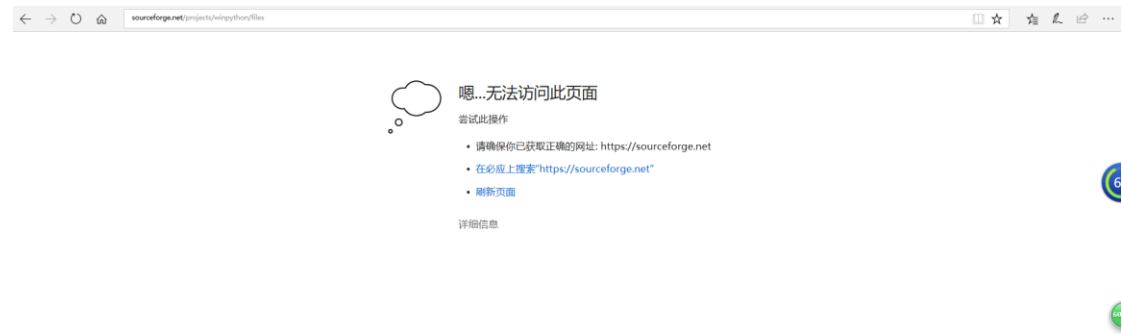 sourceforge.net/projects/winpython/files
嗯...无法访问此页面
尝试此操作
• 请确保你已获取正确的网址: https://sourceforge.net
• 在必应上搜索"https://sourceforge.net"
• 刷新页面
详细信息
6